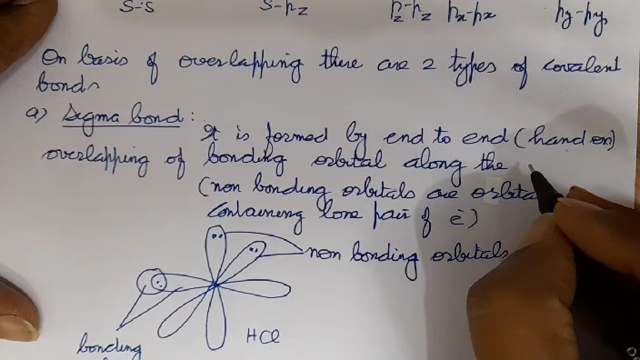 S-S   S-pz   pz-pz   px-px   py-py
On basis of overlapping there are 2 types of covalent
bonds
a) Sigma bond :
It is formed by end to end (hand on)
overlapping of bonding orbital along the
(non bonding orbitals are
containing lone pair of e⁻)
non bonding orbitals
HCl
bonding